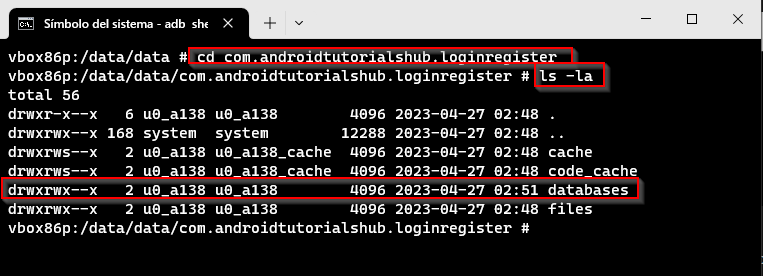 Símbolo del sistema - adb she
vbox86p:/data/data # cd com.androidtutorialshub.loginregister
vbox86p:/data/data/com.androidtutorialshub.loginregister # ls -la
total 56
drwxr-x--x   6 u0_a138 u0_a138        4096 2023-04-27 02:48 .
drwxrwx--x 168 system  system        12288 2023-04-27 02:48 ..
drwxrws--x   2 u0_a138 u0_a138_cache  4096 2023-04-27 02:48 cache
drwxrws--x   2 u0_a138 u0_a138_cache  4096 2023-04-27 02:48 code_cache
drwxrwx--x   2 u0_a138 u0_a138        4096 2023-04-27 02:51 databases
drwxrwx--x   2 u0_a138 u0_a138        4096 2023-04-27 02:48 files
vbox86p:/data/data/com.androidtutorialshub.loginregister #